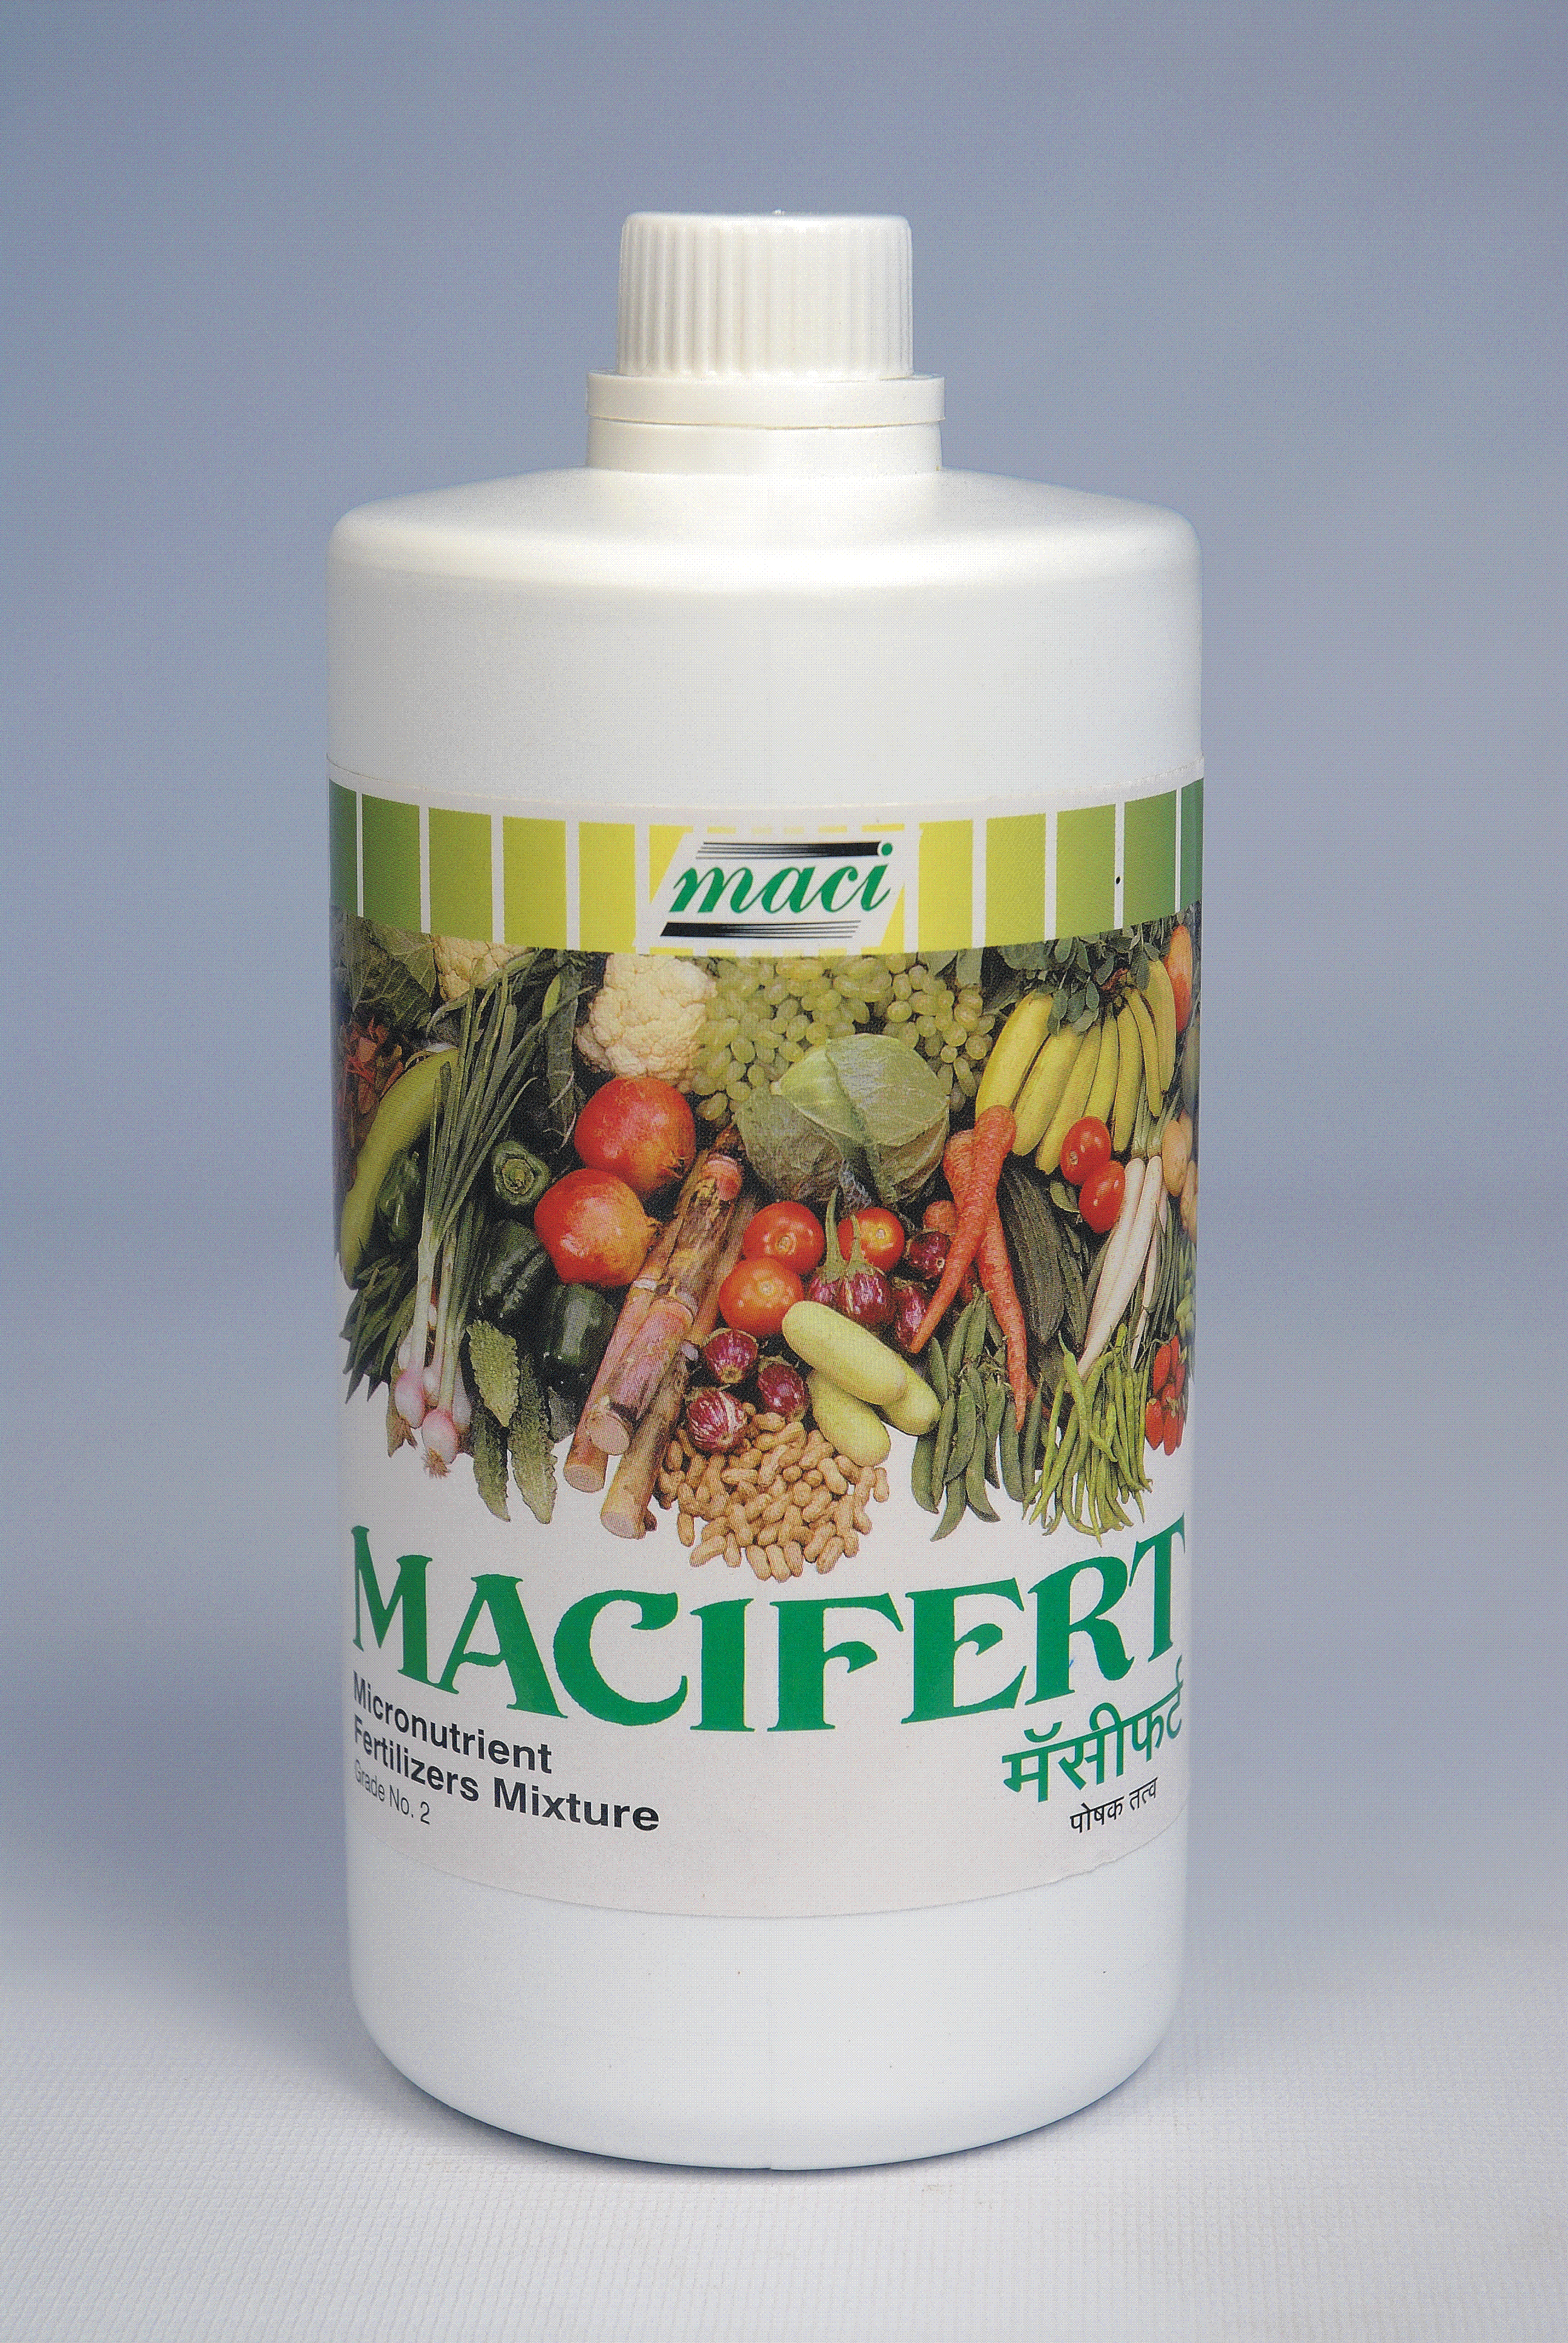 maci
MACIFERT
Micronutrient
Fertilizers Mixture
Grade No. 2
मॅसीफर्ट
पोषक तत्व